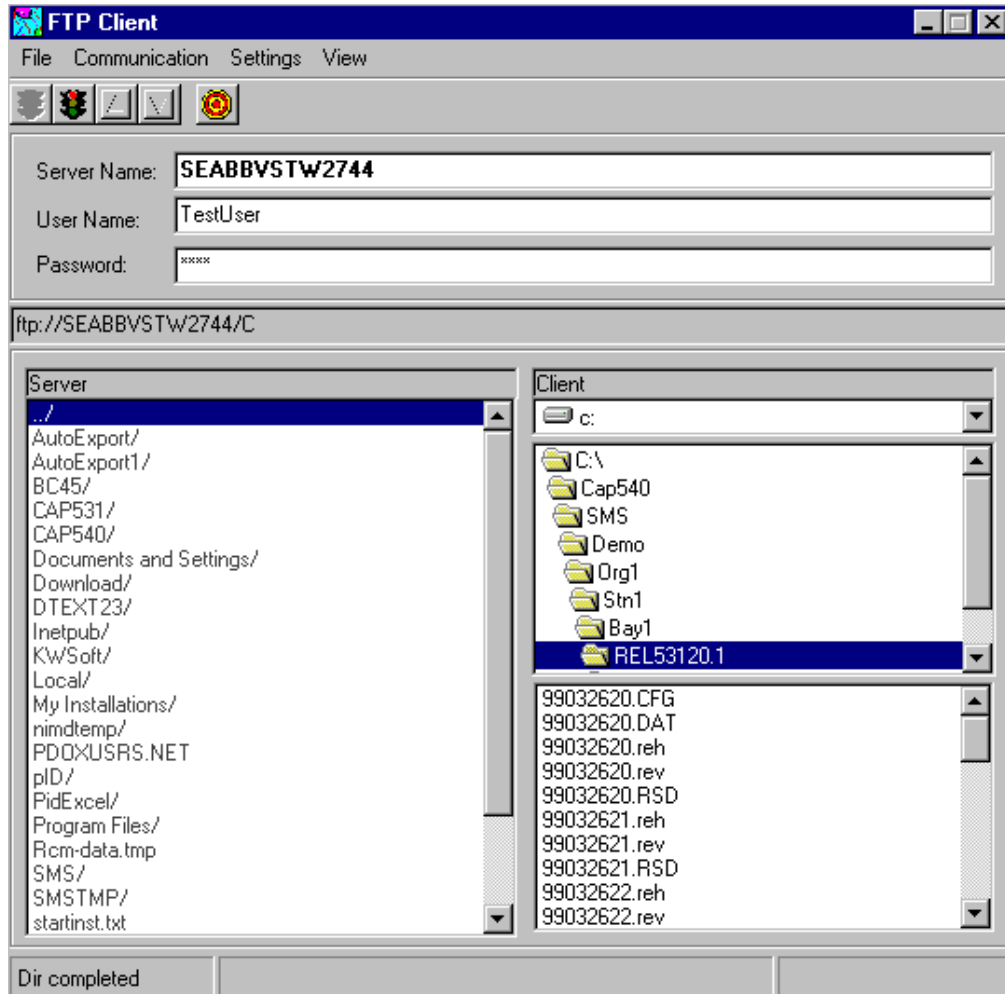 FTP Client
File Communication Settings View
Server Name: SEABBVSTW2744
User Name: TestUser
Password: ****
ftp://SEABBVSTW2744/C
Server
../
AutoExport/
AutoExport1/
BC45/
CAP531/
CAP540/
Documents and Settings/
Download/
DTEXT23/
Inetpub/
KWSoft/
Local/
My Installations/
nimdtemp/
PDOXUSRS.NET
pID/
PidExcel/
Program Files/
Rcm-data.tmp
SMS/
SMSTMP/
startinst.txt
Client
c:
C:\
Cap540
SMS
Demo
Org1
Stn1
Bay1
REL53120.1
99032620.CFG
99032620.DAT
99032620.reh
99032620.rev
99032620.RSD
99032621.reh
99032621.rev
99032621.RSD
99032622.reh
99032622.rev
Dir completed